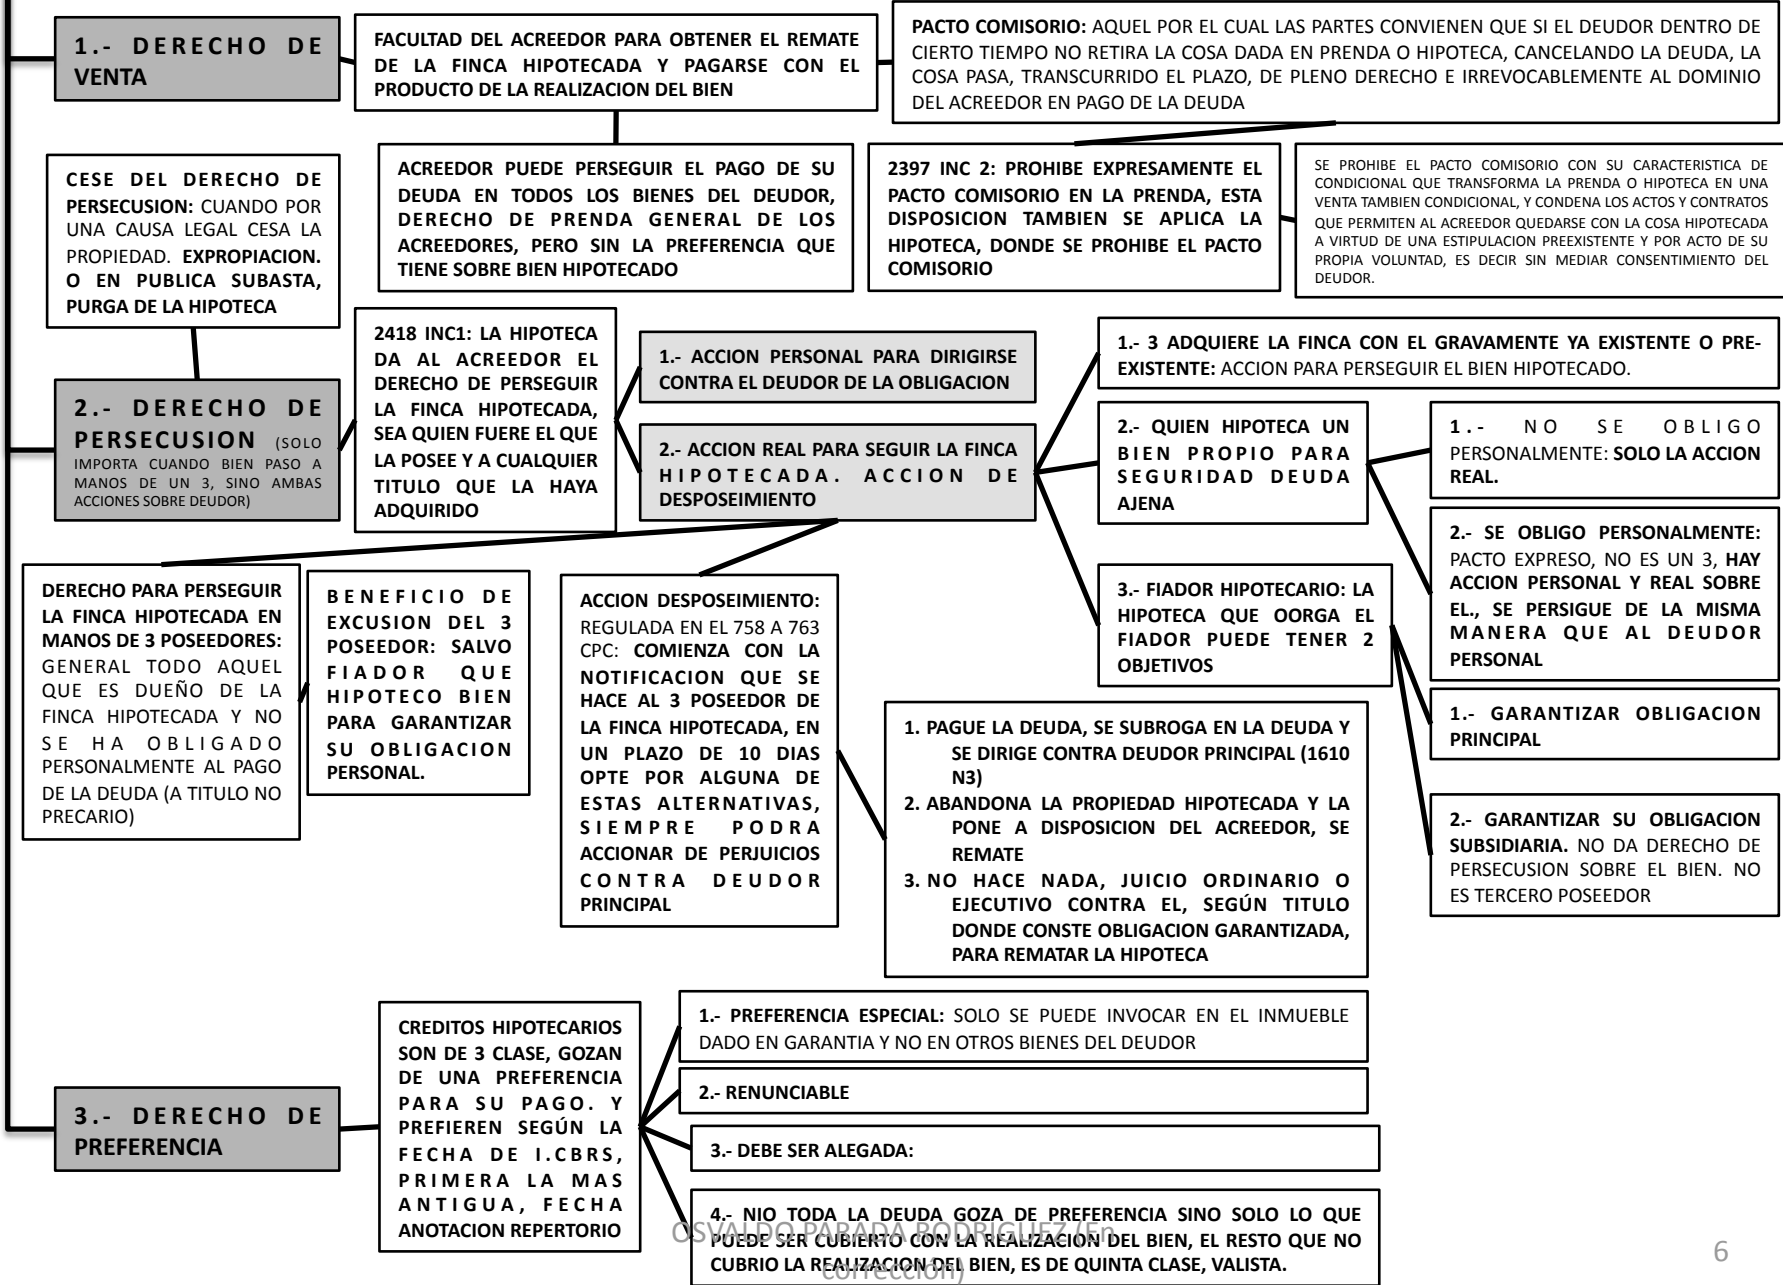 1.- DERECHO DE
VENTA
FACULTAD DEL ACREEDOR PARA OBTENER EL REMATE
DE LA FINCA HIPOTECADA Y PAGARSE CON EL
PRODUCTO DE LA REALIZACION DEL BIEN
PACTO COMISORIO: AQUEL POR EL CUAL LAS PARTES CONVIENEN QUE SI EL DEUDOR DENTRO DE
CIERTO TIEMPO NO RETIRA LA COSA DADA EN PRENDA O HIPOTECA, CANCELANDO LA DEUDA, LA
COSA PASA, TRANSCURRIDO EL PLAZO, DE PLENO DERECHO E IRREVOCABLEMENTE AL DOMINIO
DEL ACREEDOR EN PAGO DE LA DEUDA
ACREEDOR PUEDE PERSEGUIR EL PAGO DE SU
DEUDA EN TODOS LOS BIENES DEL DEUDOR,
DERECHO DE PRENDA GENERAL DE LOS
ACREEDORES, PERO SIN LA PREFERENCIA QUE
TIENE SOBRE BIEN HIPOTECADO
2397 INC 2: PROHIBE EXPRESAMENTE EL
PACTO COMISORIO EN LA PRENDA, ESTA
DISPOSICION TAMBIEN SE APLICA LA
HIPOTECA, DONDE SE PROHIBE EL PACTO
COMISORIO
SE PROHIBE EL PACTO COMISORIO CON SU CARACTERISTICA DE
CONDICIONAL QUE TRANSFORMA LA PRENDA O HIPOTECA EN UNA
VENTA TAMBIEN CONDICIONAL, Y CONDENA LOS ACTOS Y CONTRATOS
QUE PERMITEN AL ACREEDOR QUEDARSE CON LA COSA HIPOTECADA
A VIRTUD DE UNA ESTIPULACION PREEXISTENTE Y POR ACTO DE SU
PROPIA VOLUNTAD, ES DECIR SIN MEDIAR CONSENTIMIENTO DEL
DEUDOR.
CESE DEL DERECHO DE
PERSECUSION: CUANDO POR
UNA CAUSA LEGAL CESA LA
PROPIEDAD. EXPROPIACION.
O EN PUBLICA SUBASTA,
PURGA DE LA HIPOTECA
2.- DERECHO DE
PERSECUSION (SOLO
IMPORTA CUANDO BIEN PASO A
MANOS DE UN 3, SINO AMBAS
ACCIONES SOBRE DEUDOR)
2418 INC1: LA HIPOTECA
DA AL ACREEDOR EL
DERECHO DE PERSEGUIR
LA FINCA HIPOTECADA,
SEA QUIEN FUERE EL QUE
LA POSEE Y A CUALQUIER
TITULO QUE LA HAYA
ADQUIRIDO
1.- ACCION PERSONAL PARA DIRIGIRSE
CONTRA EL DEUDOR DE LA OBLIGACION
2.- ACCION REAL PARA SEGUIR LA FINCA
HIPOTECADA. ACCION DE
DESPOSEIMIENTO
1.- 3 ADQUIERE LA FINCA CON EL GRAVAMENTE YA EXISTENTE O PRE-
EXISTENTE: ACCION PARA PERSEGUIR EL BIEN HIPOTECADO.
2.- QUIEN HIPOTECA UN
BIEN PROPIO PARA
SEGURIDAD DEUDA
AJENA
1.- NO SE OBLIGO
PERSONALMENTE: SOLO LA ACCION
REAL.
2.- SE OBLIGO PERSONALMENTE:
PACTO EXPRESO, NO ES UN 3, HAY
ACCION PERSONAL Y REAL SOBRE
EL., SE PERSIGUE DE LA MISMA
MANERA QUE AL DEUDOR
PERSONAL
3.- FIADOR HIPOTECARIO: LA
HIPOTECA QUE OORGA EL
FIADOR PUEDE TENER 2
OBJETIVOS
1.- GARANTIZAR OBLIGACION
PRINCIPAL
2.- GARANTIZAR SU OBLIGACION
SUBSIDIARIA. NO DA DERECHO DE
PERSECUSION SOBRE EL BIEN. NO
ES TERCERO POSEEDOR
DERECHO PARA PERSEGUIR
LA FINCA HIPOTECADA EN
MANOS DE 3 POSEEDORES:
GENERAL TODO AQUEL
QUE ES DUEÑO DE LA
FINCA HIPOTECADA Y NO
SE HA OBLIGADO
PERSONALMENTE AL PAGO
DE LA DEUDA (A TITULO NO
PRECARIO)
BENEFICIO DE
EXCUSION DEL 3
POSEEDOR: SALVO
FIADOR QUE
HIPOTECO BIEN
PARA GARANTIZAR
SU OBLIGACION
PERSONAL.
ACCION DESPOSEIMIENTO:
REGULADA EN EL 758 A 763
CPC: COMIENZA CON LA
NOTIFICACION QUE SE
HACE AL 3 POSEEDOR DE
LA FINCA HIPOTECADA, EN
UN PLAZO DE 10 DIAS
OPTE POR ALGUNA DE
ESTAS ALTERNATIVAS,
SIEMPRE PODRA
ACCIONAR DE PERJUICIOS
CONTRA DEUDOR
PRINCIPAL
1. PAGUE LA DEUDA, SE SUBROGA EN LA DEUDA Y
SE DIRIGE CONTRA DEUDOR PRINCIPAL (1610
N3)
2. ABANDONA LA PROPIEDAD HIPOTECADA Y LA
PONE A DISPOSICION DEL ACREEDOR, SE
REMATE
3. NO HACE NADA, JUICIO ORDINARIO O
EJECUTIVO CONTRA EL, SEGÚN TITULO
DONDE CONSTE OBLIGACION GARANTIZADA,
PARA REMATAR LA HIPOTECA
3.- DERECHO DE
PREFERENCIA
CREDITOS HIPOTECARIOS
SON DE 3 CLASE, GOZAN
DE UNA PREFERENCIA
PARA SU PAGO. Y
PREFIEREN SEGÚN LA
FECHA DE I.CBRS,
PRIMERA LA MAS
ANTIGUA, FECHA
ANOTACION REPERTORIO
1.- PREFERENCIA ESPECIAL: SOLO SE PUEDE INVOCAR EN EL INMUEBLE
DADO EN GARANTIA Y NO EN OTROS BIENES DEL DEUDOR
2.- RENUNCIABLE
3.- DEBE SER ALEGADA:
4.- NIO TODA LA DEUDA GOZA DE PREFERENCIA SINO SOLO LO QUE
PUEDE SER CUBIERTO CON LA REALIZACION DEL BIEN, EL RESTO QUE NO
CUBRIO LA REALIZACION DEL BIEN, ES DE QUINTA CLASE, VALISTA.
OSVALDO PARADA RODRIGUEZ (En
corrección)
6